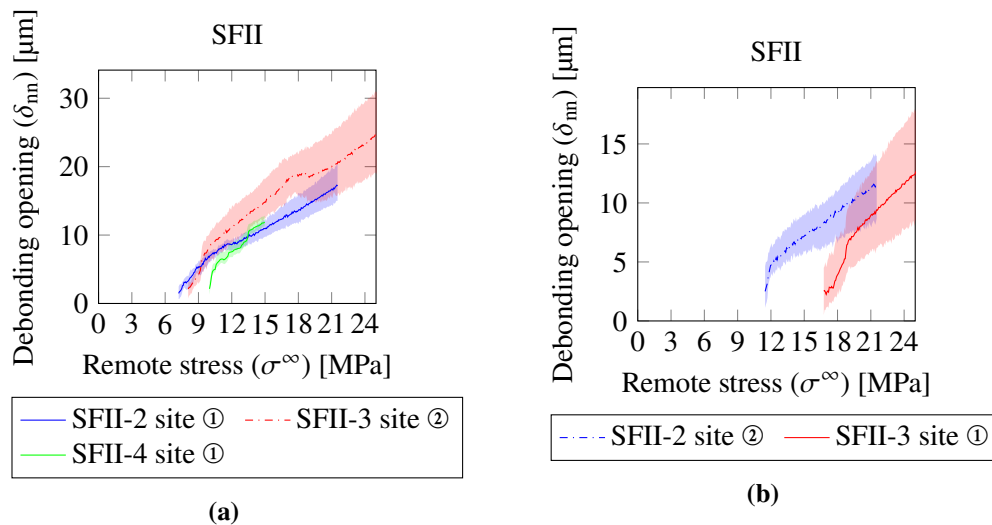 SFII
Debonding opening (δnn) [µm]
30
20
10
0
0 3 6 9 12 15 18 21 24
Remote stress (σ∞) [MPa]
SFII-2 site ① SFII-3 site ②
SFII-4 site ①
(a)
SFII
Debonding opening (δnn) [µm]
15
10
5
0
0 3 6 9 12 15 18 21 24
Remote stress (σ∞) [MPa]
SFII-2 site ② SFII-3 site ①
(b)